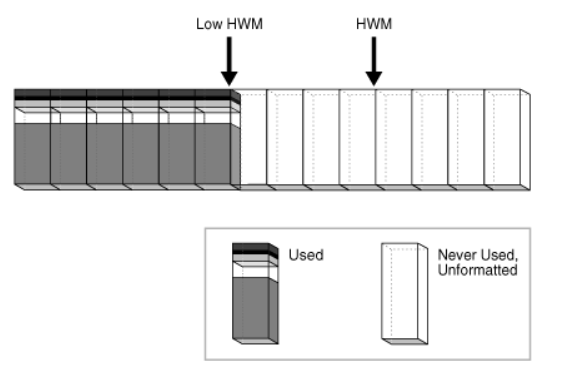 Low HWM
HWM
Used
Never Used,
Unformatted